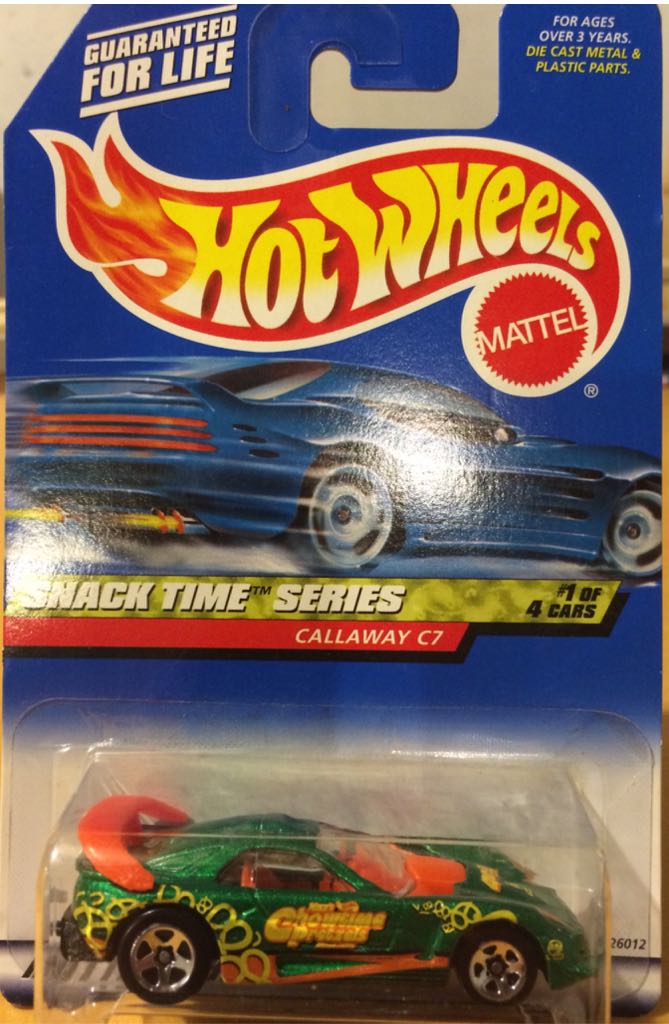 GUARANTEED
FOR LIFE
FOR AGES
OVER 3 YEARS.
DIE CAST METAL &
PLASTIC PARTS.
Hot Wheels
MATTEL
®
SNACK TIME™ SERIES
#1 OF
4 CARS
CALLAWAY C7
26012